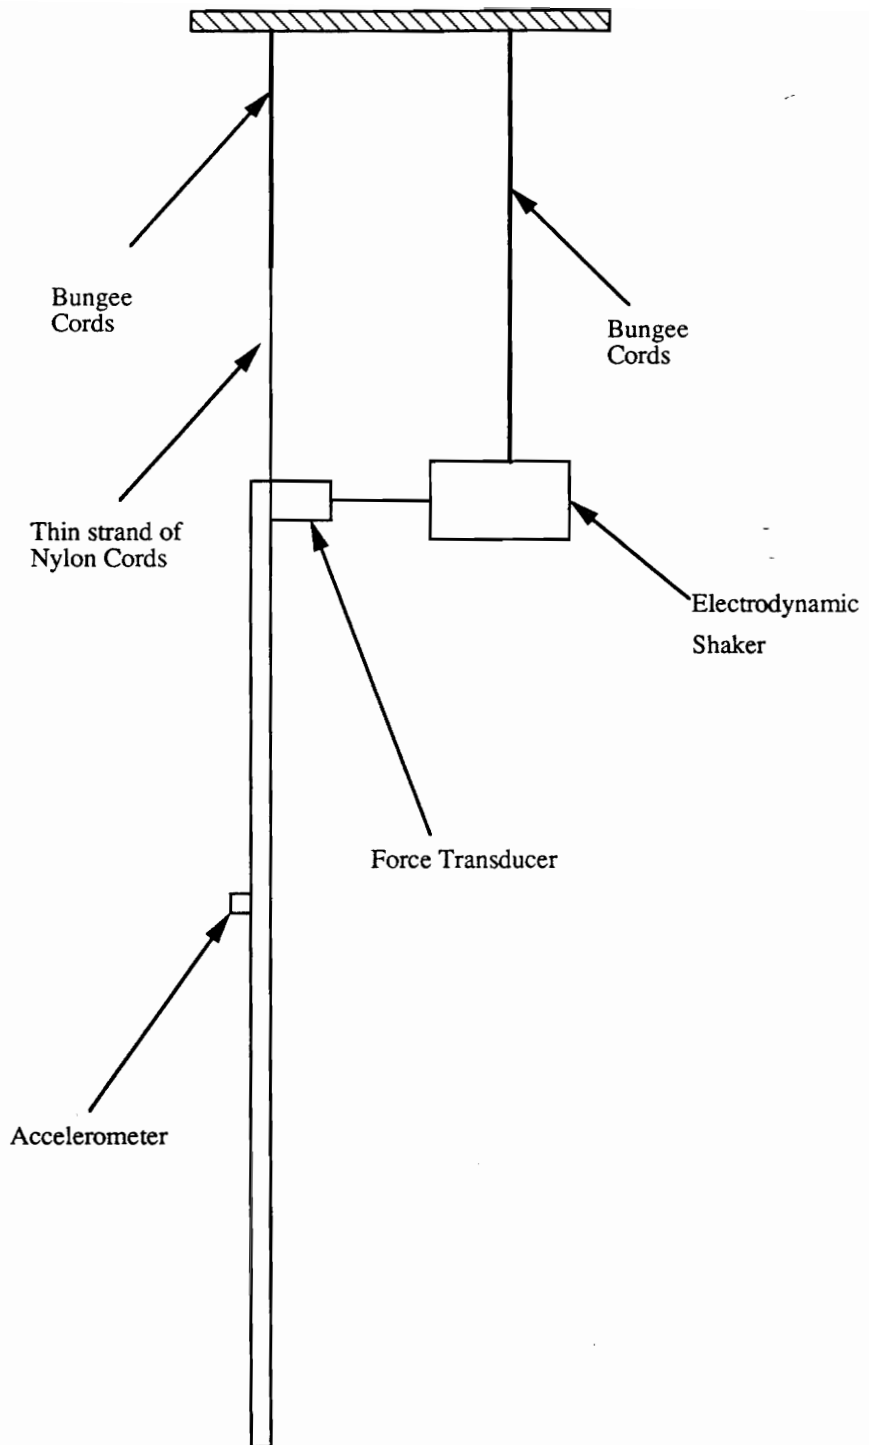 Bungee
Cords
Bungee
Cords
Thin strand of
Nylon Cords
Electrodynamic
Shaker
Force Transducer
Accelerometer